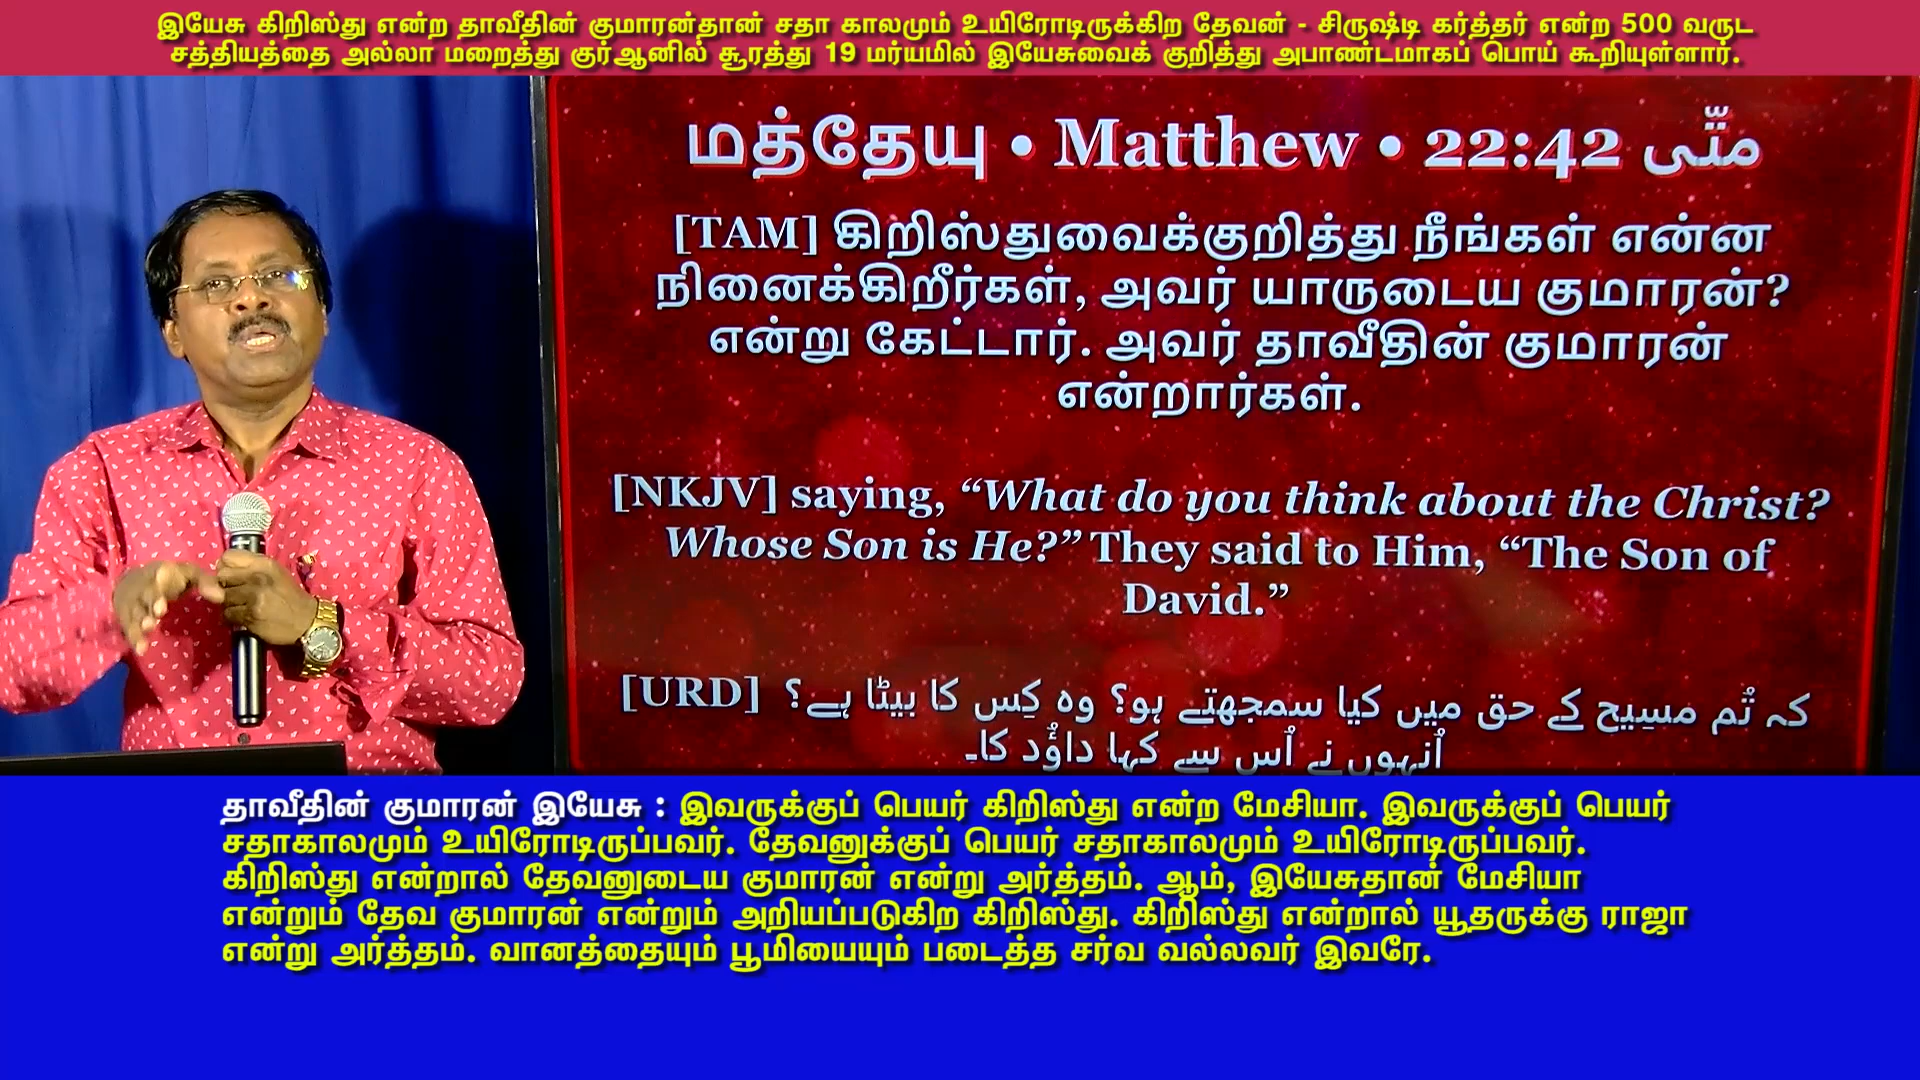 இயேசு கிறிஸ்து என்ற தாவீதின் குமாரன்தான் சதா காலமும் உயிரோடிருக்கிற தேவன் - சிருஷ்டி கர்த்தர் என்ற 500 வருட
சத்தியத்தை அல்லா மறைத்து குர்ஆனில் சூரத்து 19 மர்யமில் இயேசுவைக் குறித்து அபாண்டமாகப் பொய் கூறியுள்ளார்.
மத்தேயு • Matthew • 22:42 متّی
[TAM] கிறிஸ்துவைக்குறித்து நீங்கள் என்ன
நினைக்கிறீர்கள், அவர் யாருடைய குமாரன்?
என்று கேட்டார். அவர் தாவீதின் குமாரன்
என்றார்கள்.
[NKJV] saying, “What do you think about the Christ?
Whose Son is He?” They said to Him, “The Son of
David.”
[URD] کہ تُم مسِیح کے حق میں کیا سمجھتے ہو؟ وہ کِس کا بیٹا ہے؟
اُنہوں نے اُس سے کہا داؤُد کا۔
தாவீதின் குமாரன் இயேசு : இவருக்குப் பெயர் கிறிஸ்து என்ற மேசியா. இவருக்குப் பெயர்
சதாகாலமும் உயிரோடிருப்பவர். தேவனுக்குப் பெயர் சதாகாலமும் உயிரோடிருப்பவர்.
கிறிஸ்து என்றால் தேவனுடைய குமாரன் என்று அர்த்தம். ஆம், இயேசுதான் மேசியா
என்றும் தேவ குமாரன் என்றும் அறியப்படுகிற கிறிஸ்து. கிறிஸ்து என்றால் யூதருக்கு ராஜா
என்று அர்த்தம். வானத்தையும் பூமியையும் படைத்த சர்வ வல்லவர் இவரே.